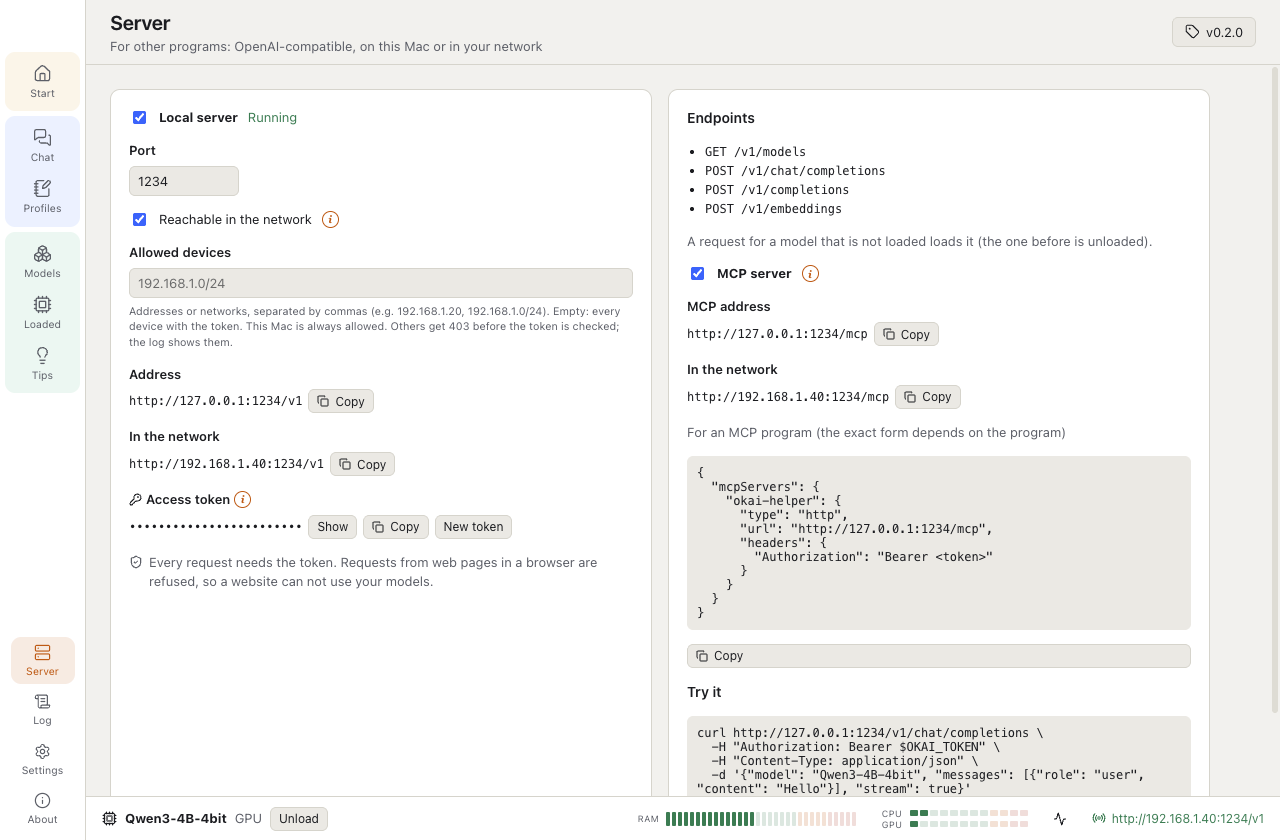 Server
For other programs: OpenAI-compatible, on this Mac or in your network
v0.2.0
Start
Chat
Profiles
Models
Loaded
Tips
Server
Log
Settings
About
Local server Running
Port
1234
Reachable in the network
Allowed devices
192.168.1.0/24
Addresses or networks, separated by commas (e.g. 192.168.1.20, 192.168.1.0/24). Empty: every
device with the token. This Mac is always allowed. Others get 403 before the token is checked;
the log shows them.
Address
http://127.0.0.1:1234/v1 Copy
In the network
http://192.168.1.40:1234/v1 Copy
Access token
•••••••••••••••••••••••• Show Copy New token
Every request needs the token. Requests from web pages in a browser are
refused, so a website can not use your models.
Endpoints
• GET /v1/models
• POST /v1/chat/completions
• POST /v1/completions
• POST /v1/embeddings
A request for a model that is not loaded loads it (the one before is unloaded).
MCP server
MCP address
http://127.0.0.1:1234/mcp Copy
In the network
http://192.168.1.40:1234/mcp Copy
For an MCP program (the exact form depends on the program)
{
  "mcpServers": {
    "okai-helper": {
      "type": "http",
      "url": "http://127.0.0.1:1234/mcp",
      "headers": {
        "Authorization": "Bearer <token>"
      }
    }
  }
}
Copy
Try it
curl http://127.0.0.1:1234/v1/chat/completions \
  -H "Authorization: Bearer $OKAI_TOKEN" \
  -H "Content-Type: application/json" \
  -d '{"model": "Qwen3-4B-4bit", "messages": [{"role": "user",
"content": "Hello"}], "stream": true}'
Qwen3-4B-4bit GPU Unload
RAM
CPU
GPU
http://192.168.1.40:1234/v1